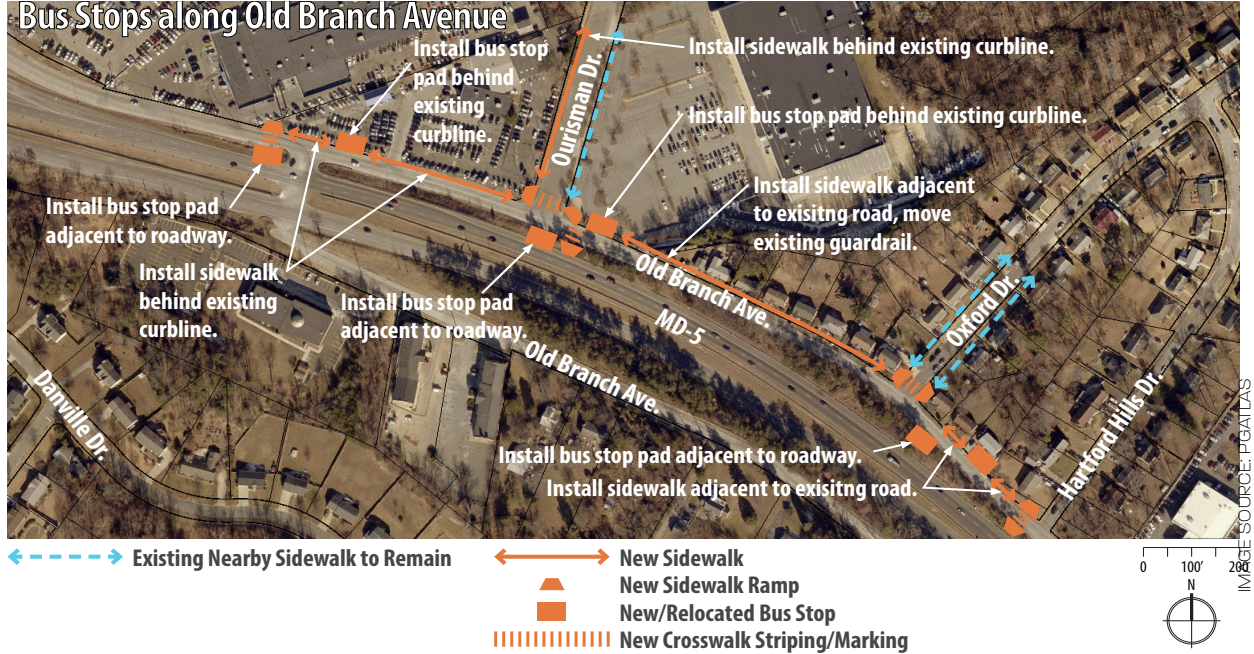 Bus Stops along Old Branch Avenue
Install bus stop
pad behind
existing
curbline.
Ourisman Dr.
Install sidewalk behind existing curbline.
Install bus stop pad behind existing curbline.
Install sidewalk adjacent
to exisitng road, move
existing guardrail.
Install bus stop pad
adjacent to roadway.
Install sidewalk
behind existing
curbline.
Install bus stop pad
adjacent to roadway.
Old Branch Ave.
MD-5
Old Branch Ave.
Oxford Dr.
Danville Dr.
Hartford Hills Dr.
Install bus stop pad adjacent to roadway.
Install sidewalk adjacent to exisitng road.
IMAGE SOURCE: PGATLAS
Existing Nearby Sidewalk to Remain
New Sidewalk
New Sidewalk Ramp
New/Relocated Bus Stop
New Crosswalk Striping/Marking
0 100' 200'
N